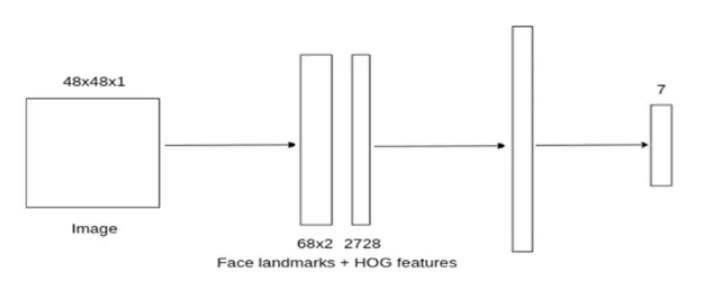 48x48x1
7
Image
68x2 2728
Face landmarks + HOG features